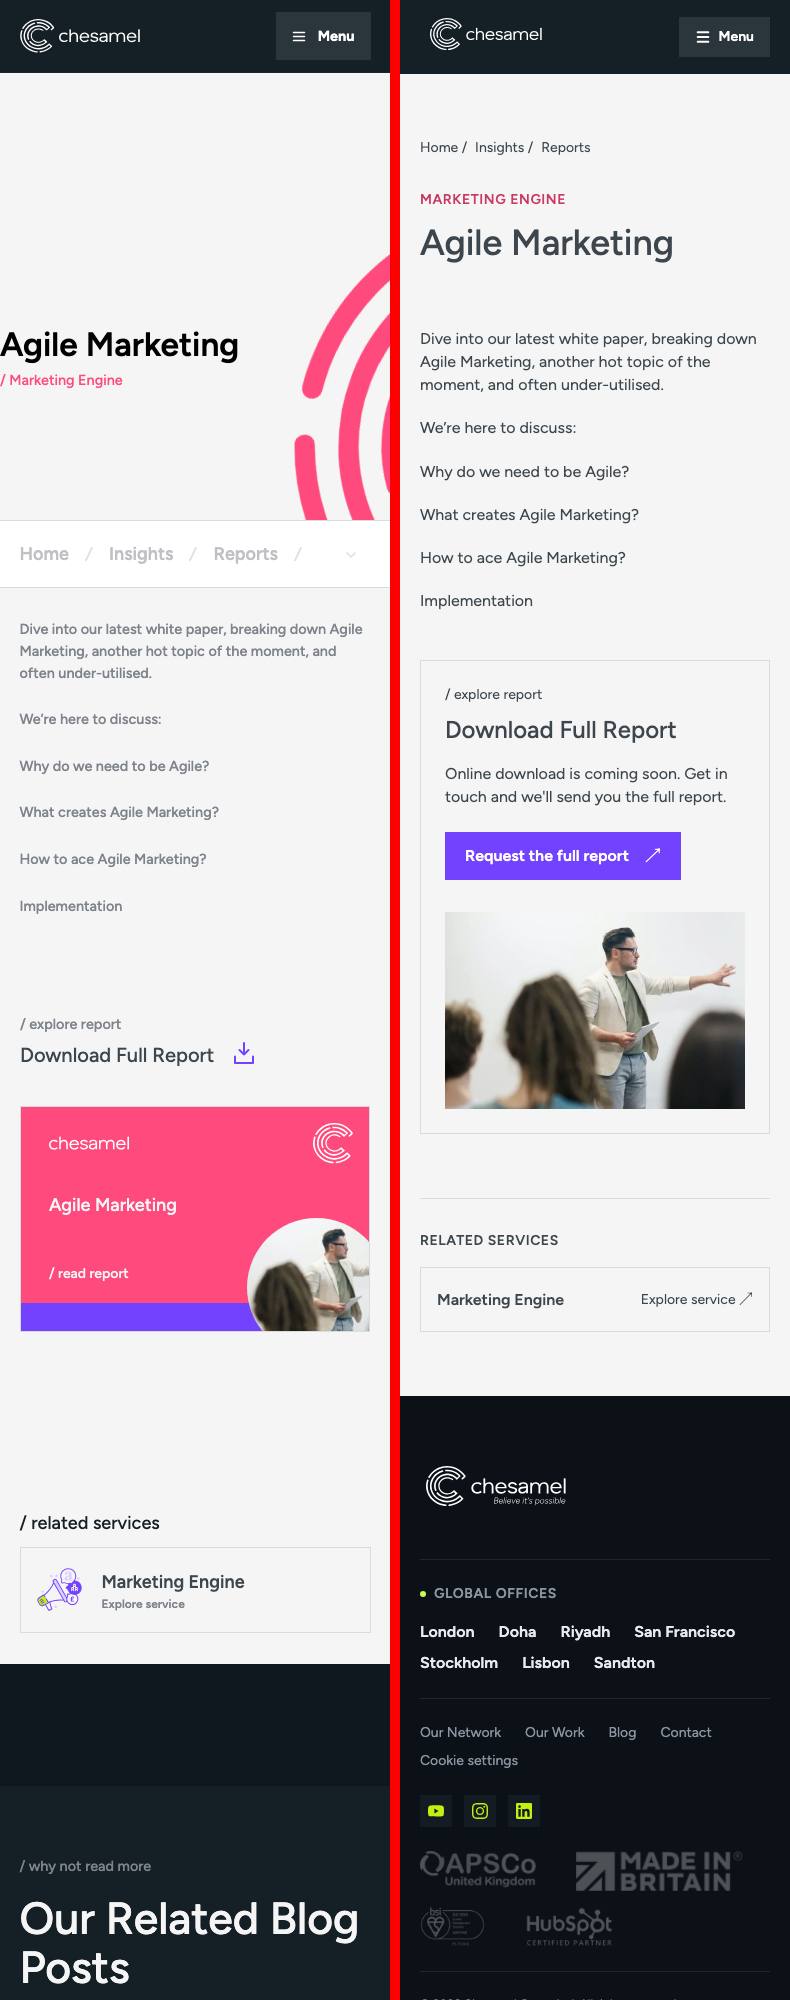 chesamel
Menu
Agile Marketing
/ Marketing Engine
Home / Insights / Reports /
Dive into our latest white paper, breaking down Agile
Marketing, another hot topic of the moment, and
often under-utilised.
We're here to discuss:
Why do we need to be Agile?
What creates Agile Marketing?
How to ace Agile Marketing?
Implementation
/ explore report
Download Full Report
chesamel
Agile Marketing
/ read report
/ related services
Marketing Engine
Explore service
/ why not read more
Our Related Blog
Posts
chesamel
Menu
Home / Insights / Reports
MARKETING ENGINE
Agile Marketing
Dive into our latest white paper, breaking down
Agile Marketing, another hot topic of the
moment, and often under-utilised.
We’re here to discuss:
Why do we need to be Agile?
What creates Agile Marketing?
How to ace Agile Marketing?
Implementation
/ explore report
Download Full Report
Online download is coming soon. Get in
touch and we'll send you the full report.
Request the full report
RELATED SERVICES
Marketing Engine
Explore service
chesamel
Believe it's possible
GLOBAL OFFICES
London Doha Riyadh San Francisco
Stockholm Lisbon Sandton
Our Network Our Work Blog Contact
Cookie settings
APSCo
United Kingdom
MADE IN
BRITAIN
bsi
HubSpot
CERTIFIED PARTNER